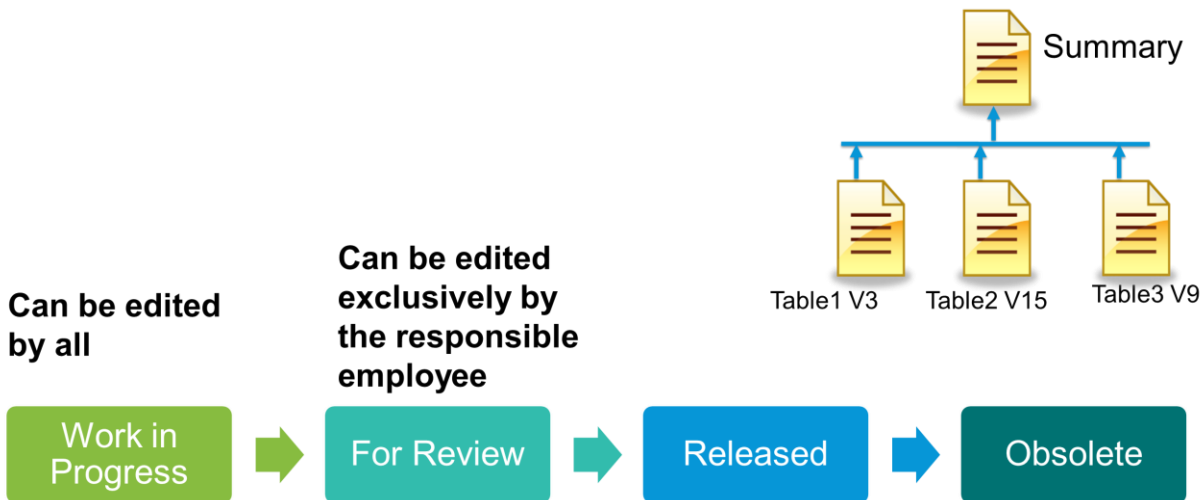 Summary
Table1 V3
Table2 V15
Table3 V9
Can be edited
by all
Can be edited
exclusively by
the responsible
employee
Work in
Progress
For Review
Released
Obsolete